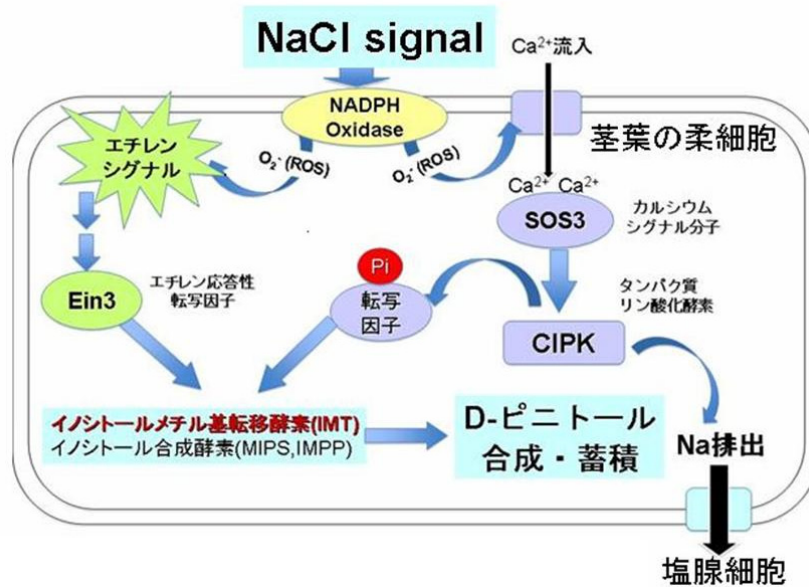 NaCl signal
Ca²⁺流入
NADPH
Oxidase
茎葉の柔細胞
エチレン
シグナル
O₂⁻(ROS)
O₂⁻(ROS)
Ca²⁺ Ca²⁺
SOS3
カルシウム
シグナル分子
Pi
転写
因子
Ein3
エチレン応答性
転写因子
タンパク質
リン酸化酵素
CIPK
イノシトールメチル基転移酵素(IMT)
イノシトール合成酵素(MIPS,IMPP)
D-ピニトール
合成・蓄積
Na排出
塩腺細胞